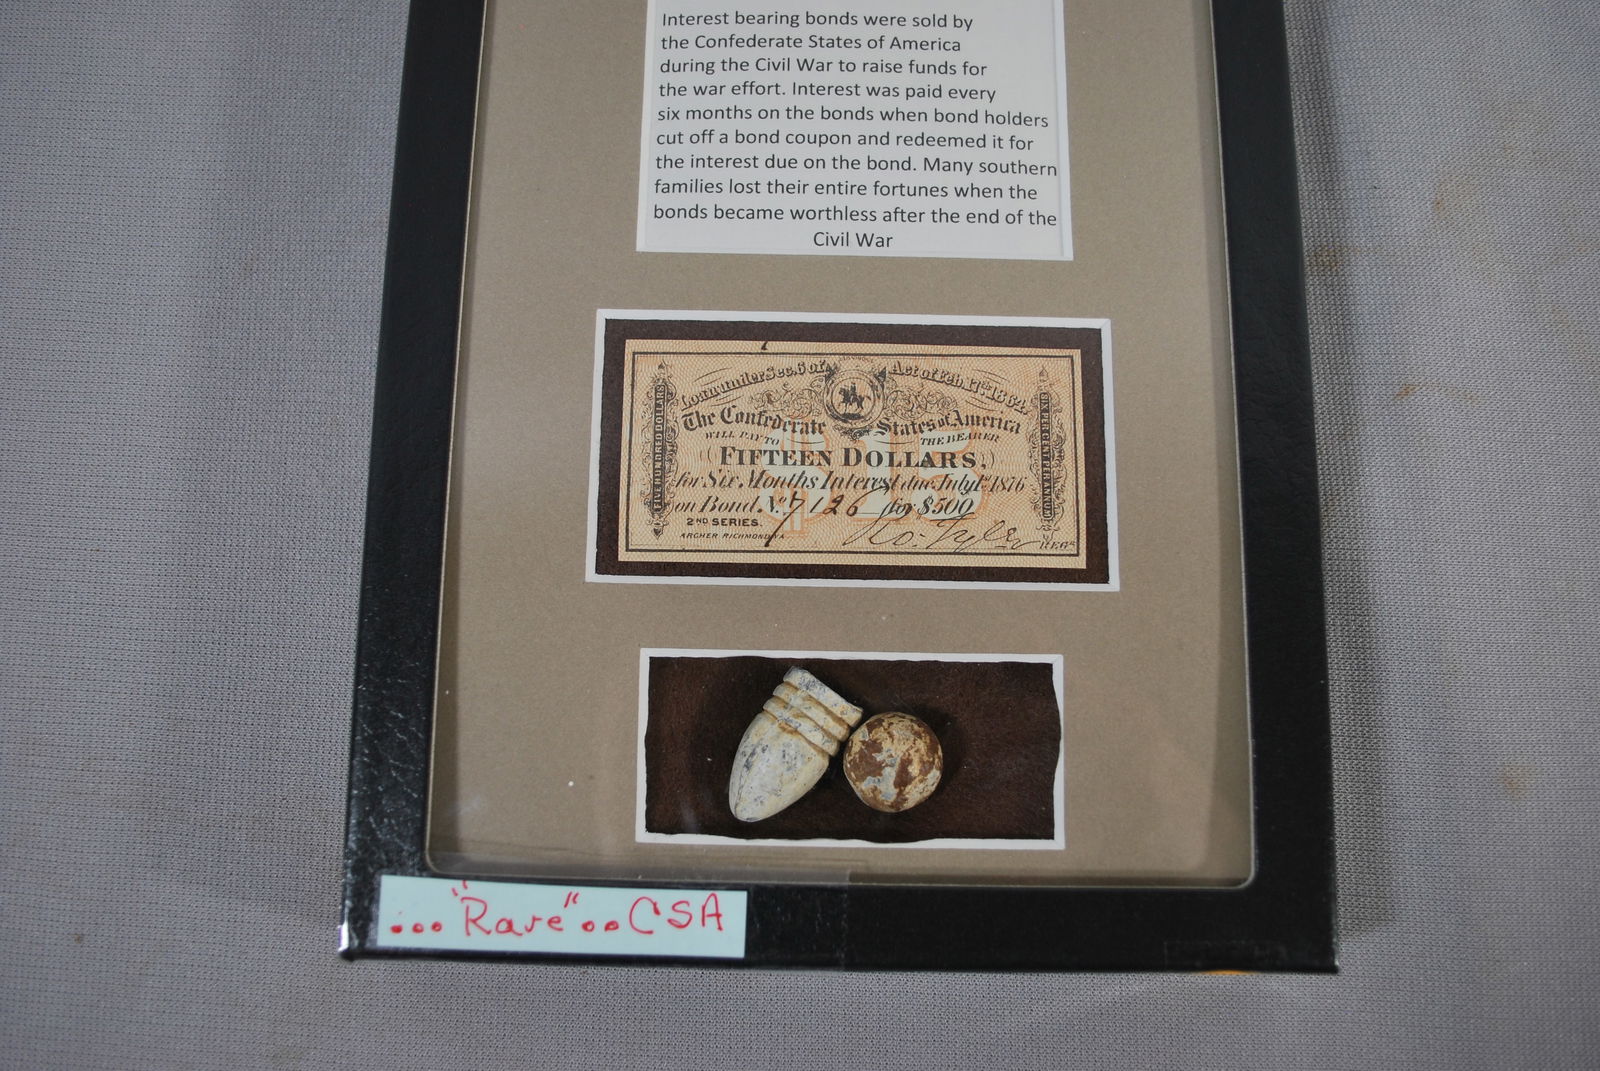 Interest bearing bonds were sold by
the Confederate States of America
during the Civil War to raise funds for
the war effort. Interest was paid every
six months on the bonds when bond holders
cut off a bond coupon and redeemed it for
the interest due on the bond. Many southern
families lost their entire fortunes when the
bonds became worthless after the end of the
Civil War
Loan under Sec. 6 of Act of Feb. 17th 1864.
The Confederate States of America
WILL PAY TO THE BEARER
FIFTEEN DOLLARS,
for Six Months Interest due July 1st 1876
on Bond No. 7126 for $500
2ND SERIES.
ARCHER RICHMOND VA
Ro: Tyler REGR
FIVE HUNDRED DOLLARS
SIX PER CENT PER ANNUM
$15
..."Rare"..CSA